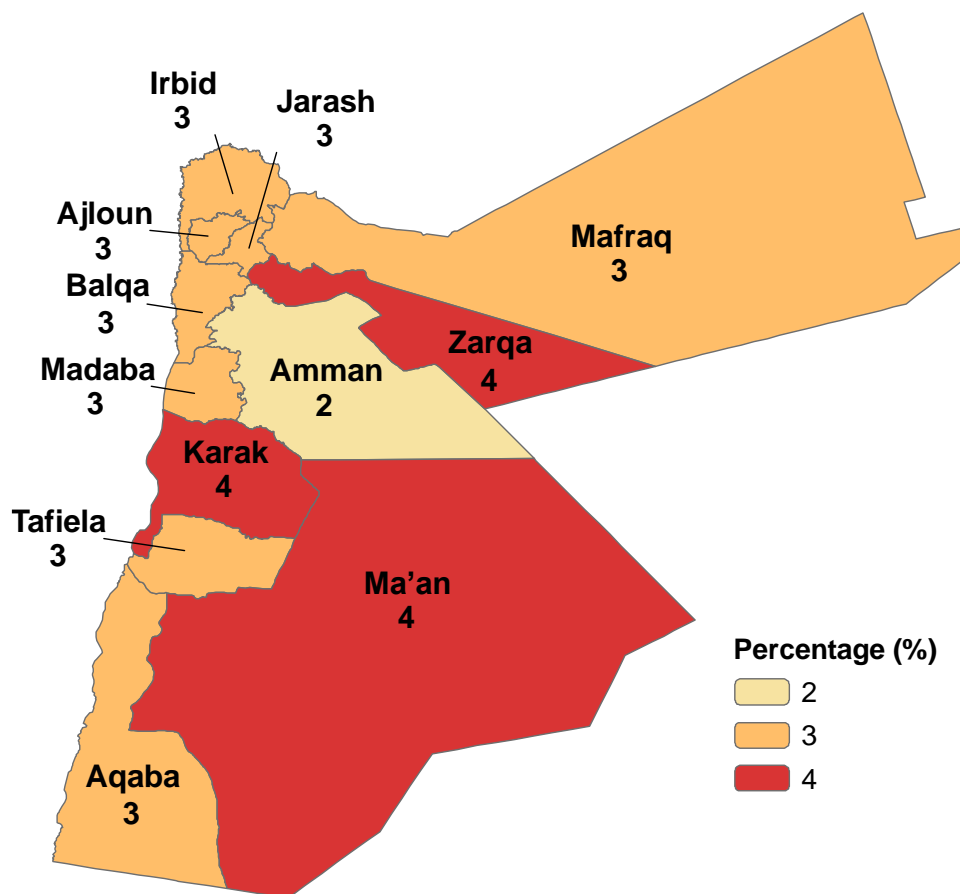 Irbid
3
Jarash
3
Ajloun
3
Mafraq
3
Balqa
3
Zarqa
4
Madaba
3
Amman
2
Karak
4
Tafiela
3
Ma’an
4
Aqaba
3
Percentage (%)
2
3
4